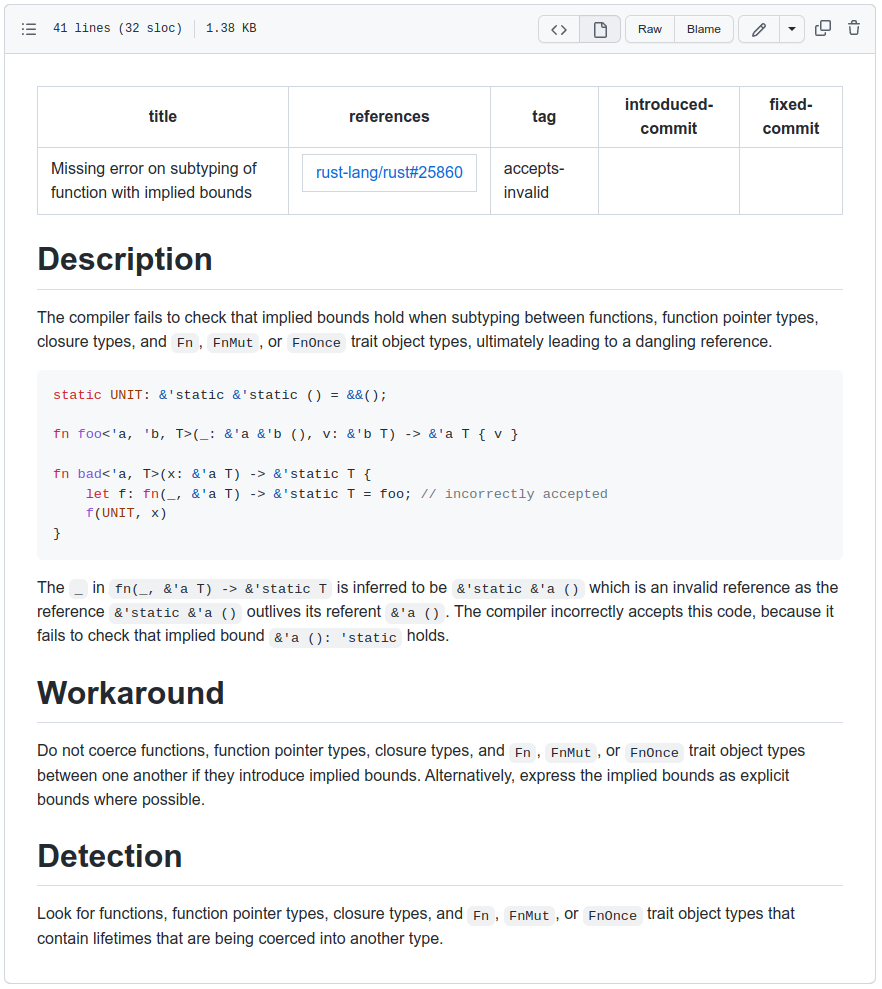 41 lines (32 sloc) 1.38 KB Raw Blame
title references tag introduced-commit fixed-commit
Missing error on subtyping of function with implied bounds rust-lang/rust#25860 accepts-invalid
Description
The compiler fails to check that implied bounds hold when subtyping between functions, function pointer types,
closure types, and Fn, FnMut, or FnOnce trait object types, ultimately leading to a dangling reference.
static UNIT: &'static &'static () = &&();
fn foo<'a, 'b, T>(_: &'a &'b (), v: &'b T) -> &'a T { v }
fn bad<'a, T>(x: &'a T) -> &'static T {
    let f: fn(_, &'a T) -> &'static T = foo; // incorrectly accepted
    f(UNIT, x)
}
The _ in fn(_, &'a T) -> &'static T is inferred to be &'static &'a () which is an invalid reference as the
reference &'static &'a () outlives its referent &'a (). The compiler incorrectly accepts this code, because it
fails to check that implied bound &'a (): 'static holds.
Workaround
Do not coerce functions, function pointer types, closure types, and Fn, FnMut, or FnOnce trait object types
between one another if they introduce implied bounds. Alternatively, express the implied bounds as explicit
bounds where possible.
Detection
Look for functions, function pointer types, closure types, and Fn, FnMut, or FnOnce trait object types that
contain lifetimes that are being coerced into another type.